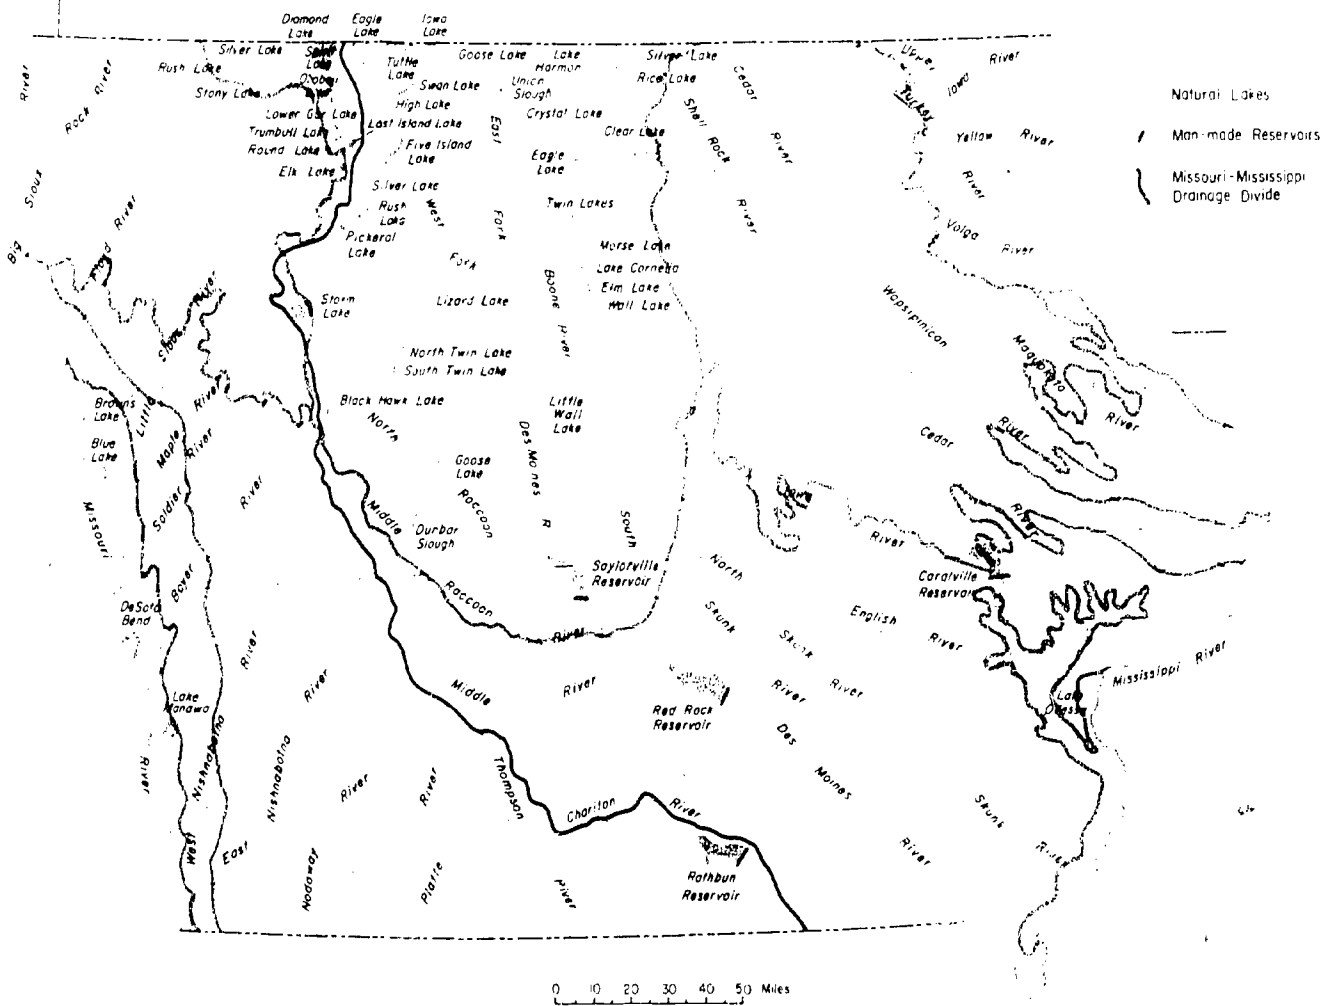 Diamond
Lake
Eagle
Lake
Iowa
Lake
Silver Lake
Spirit
Lake
Okoboji
Tuttle
Lake
Goose Lake
Lake
Harmon
Silver Lake
Rush Lake
Stony Lake
Swan Lake
Union
Slough
Rice Lake
High Lake
Lower Gar Lake
Lost Island Lake
Crystal Lake
Clear Lake
Trumbull Lake
Round Lake
Five Island
Lake
Eagle
Lake
Elk Lake
Silver Lake
Rush
Lake
Twin Lakes
Pickeral
Lake
Morse Lake
Lake Cornelia
Elm Lake
Wall Lake
Storm
Lake
Lizard Lake
North Twin Lake
South Twin Lake
Black Hawk Lake
Little
Wall
Lake
Goose
Lake
Dunbar
Slough
Browns
Lake
Blue
Lake
DeSoto
Bend
Lake
Manawa
River
Rock River
Big
Sioux
Floyd
River
Sioux
River
Little
River
Maple
River
Soldier
River
Boyer
River
Missouri
River
West
Nishnabotna
East
Nishnabotna
River
Nodaway
River
Platte
River
River
East
Fork
West
Fork
Boone
River
Des Moines
R
North
Raccoon
Middle
Raccoon
River
South
Middle
River
Thompson
Chariton
River
Saylorville
Reservoir
Red Rock
Reservoir
Rathbun
Reservoir
Coralville
Reservoir
Cedar
River
Shell Rock
River
Upper
Iowa
River
Turkey
River
Yellow
River
Volga
River
Wapsipinicon
River
Maquoketa
River
Cedar
River
Iowa
River
English
River
North
Skunk
River
Skunk
River
Des
Moines
River
Skunk
River
Lake
Odessa
Mississippi River
Natural Lakes
Man-made Reservoirs
Missouri-Mississippi
Drainage Divide
0 10 20 30 40 50 Miles